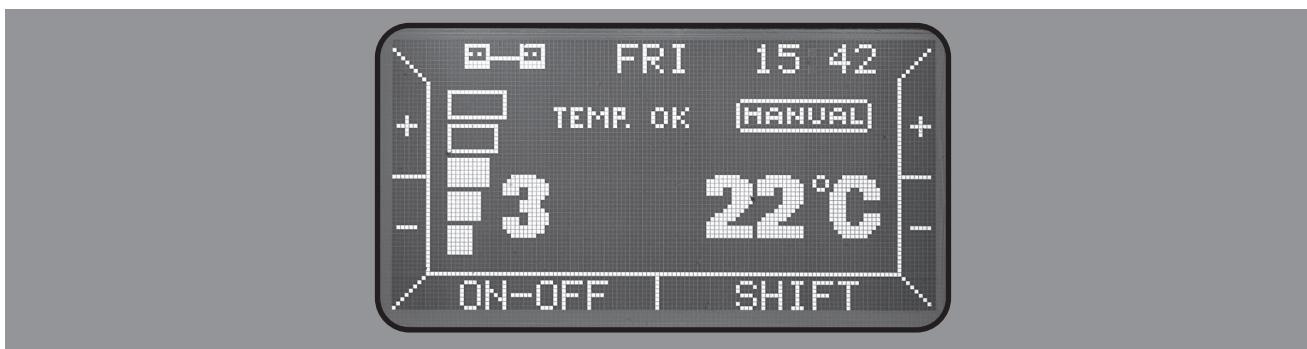 FRI 15 42
TEMP. OK MANUAL
+ +
3 22°C
- -
ON-OFF SHIFT